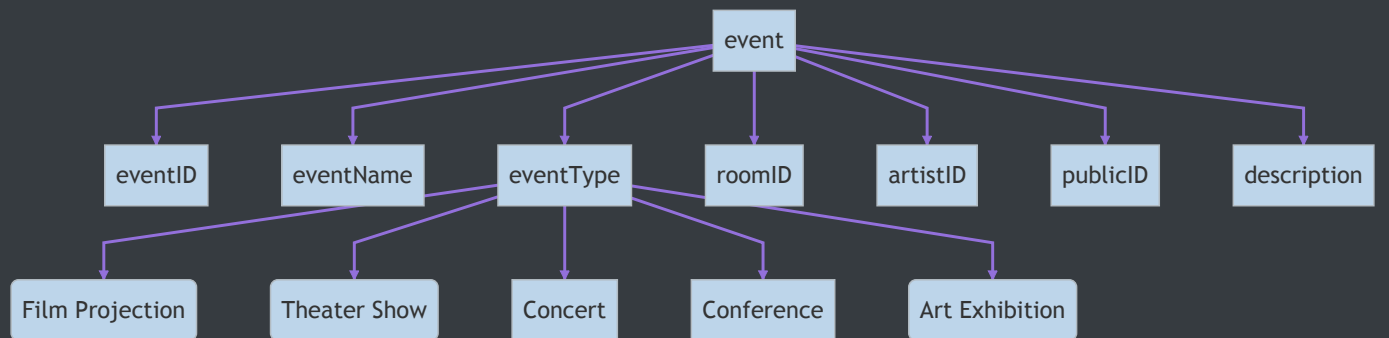 event
eventID
eventName
eventType
roomID
artistID
publicID
description
Film Projection
Theater Show
Concert
Conference
Art Exhibition